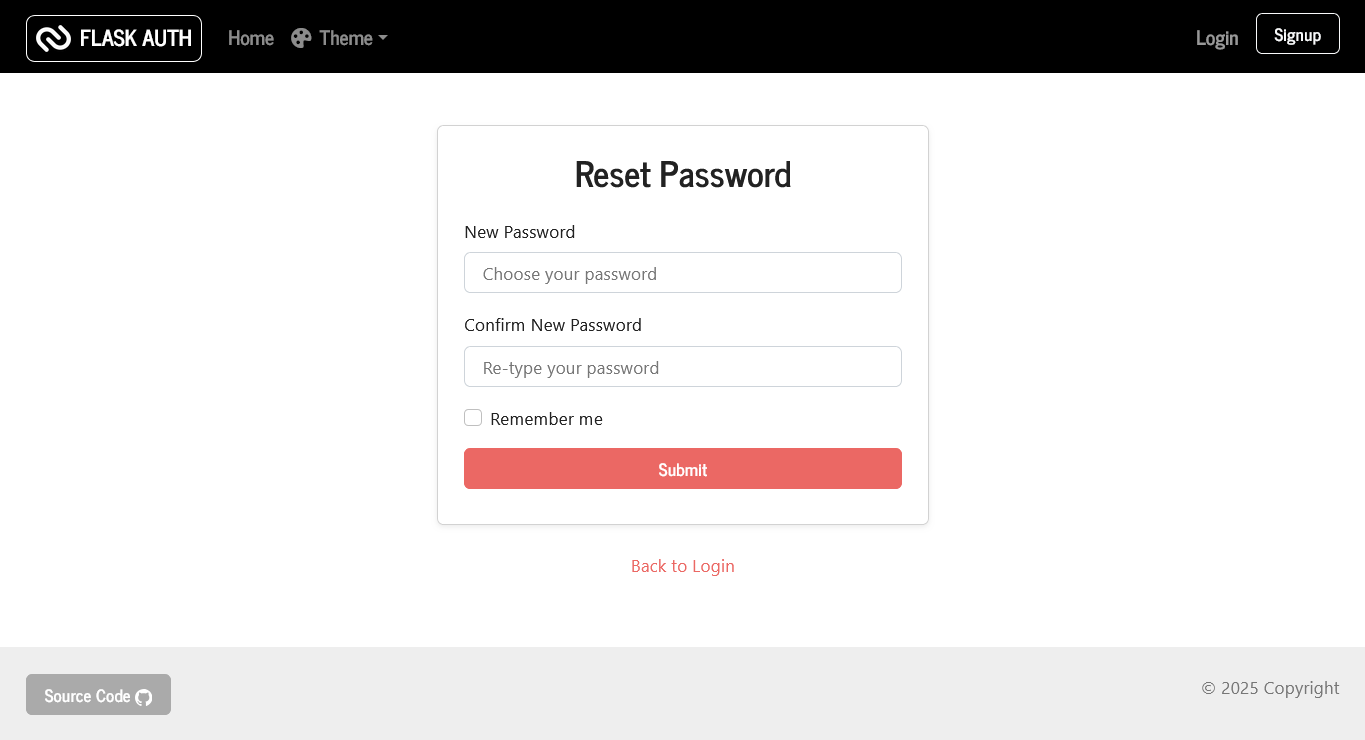 FLASK AUTH
Home
Theme
Login
Signup
Reset Password
New Password
Choose your password
Confirm New Password
Re-type your password
Remember me
Submit
Back to Login
Source Code
© 2025 Copyright